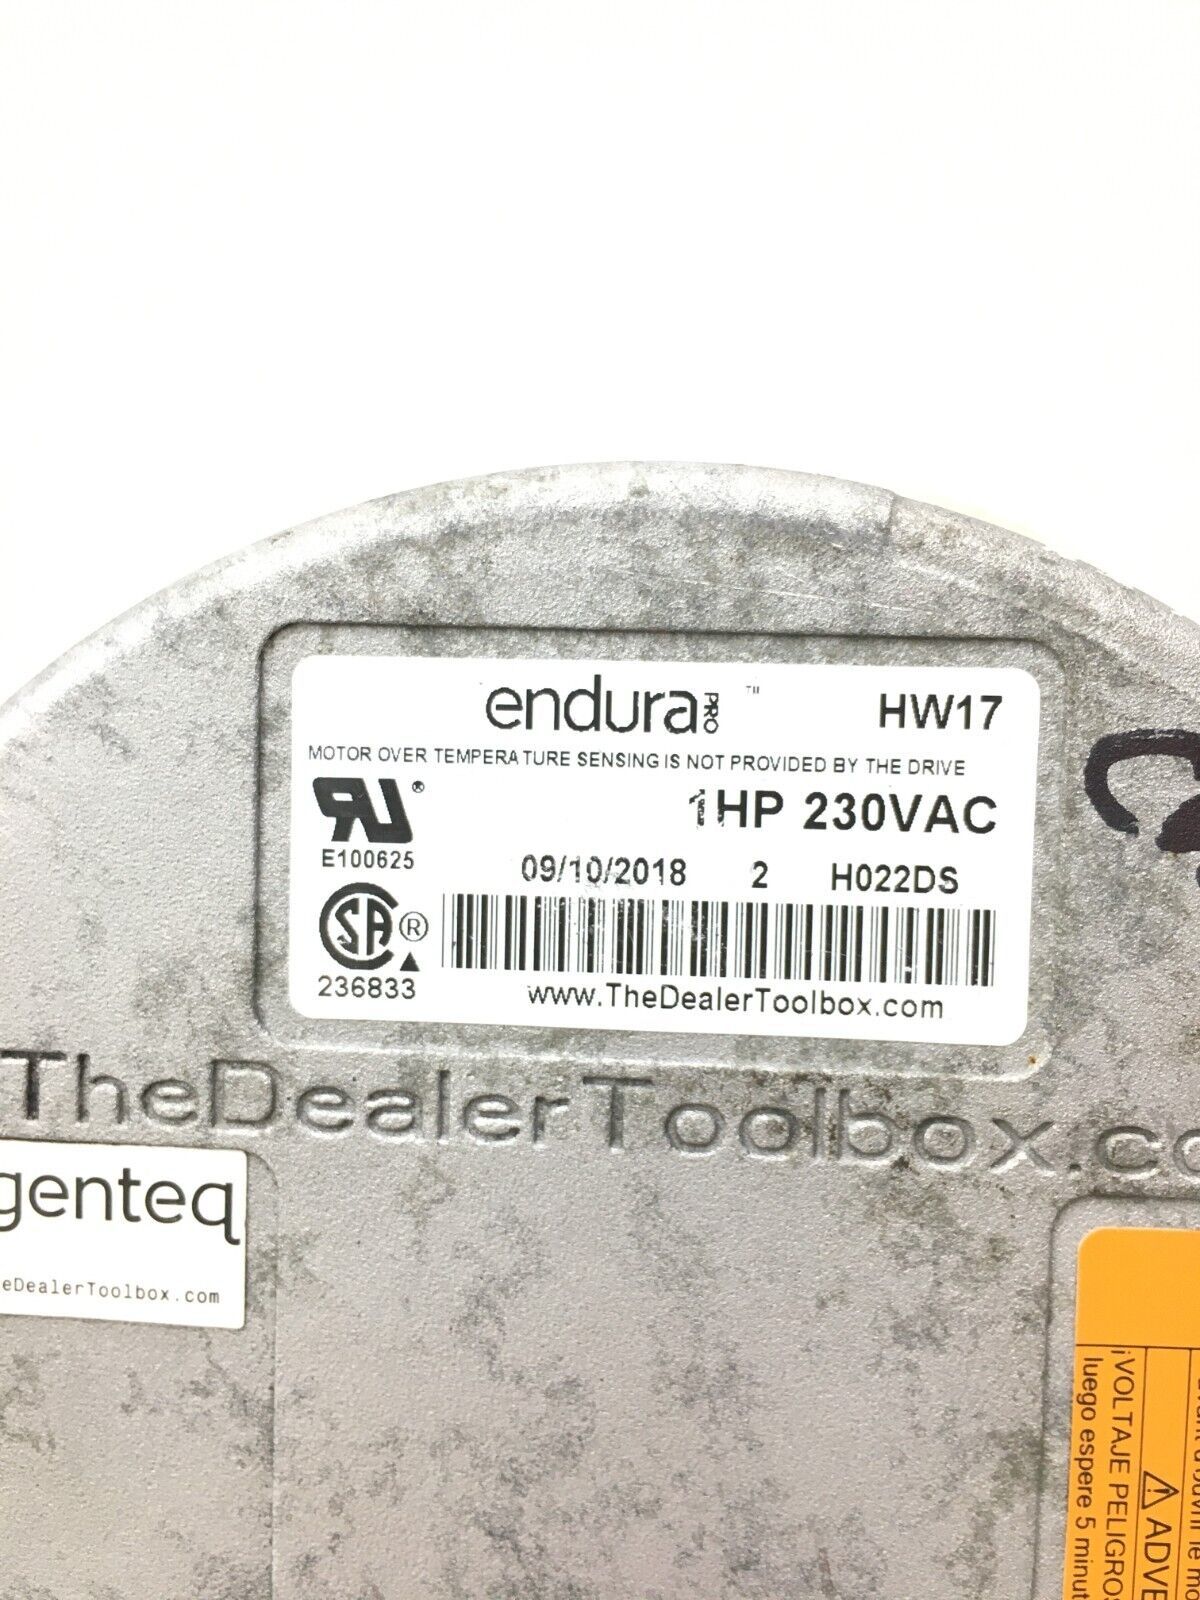 endura PRO ™ HW17
MOTOR OVER TEMPERATURE SENSING IS NOT PROVIDED BY THE DRIVE
1HP 230VAC
E100625
09/10/2018 2 H022DS
SA ®
236833
www.TheDealerToolbox.com
TheDealerToolbox.co
genteq
eDealerToolbox.com
¡VOLTAJE PELIGROS
luego espere 5 minut
ADVE